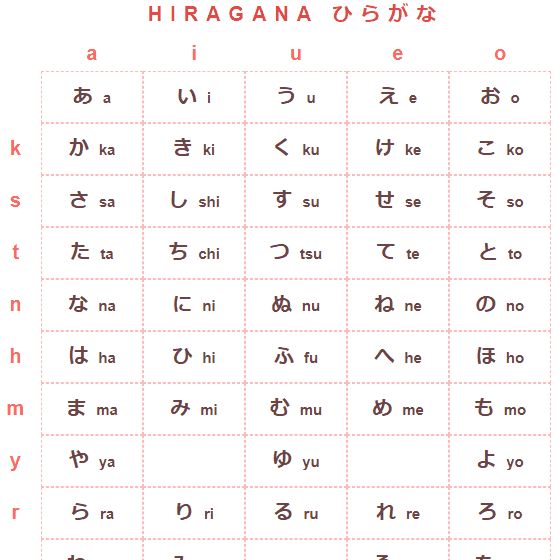 HIRAGANA ひらがな
a i u e o
あ a い i う u え e お o
k か ka き ki く ku け ke こ ko
s さ sa し shi す su せ se そ so
t た ta ち chi つ tsu て te と to
n な na に ni ぬ nu ね ne の no
h は ha ひ hi ふ fu へ he ほ ho
m ま ma み mi む mu め me も mo
y や ya ゆ yu よ yo
r ら ra り ri る ru れ re ろ ro